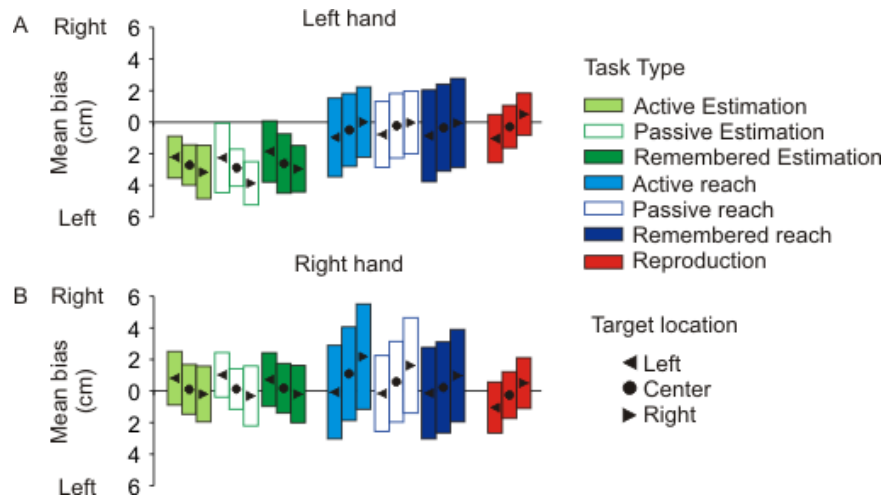 A Right Left hand
6
4
2
0
2
4
6
Mean bias
(cm)
Left
Task Type
Active Estimation
Passive Estimation
Remembered Estimation
Active reach
Passive reach
Remembered reach
Reproduction
Right hand
B Right
6
4
2
0
2
4
6
Mean bias
(cm)
Left
Target location
Left
Center
Right